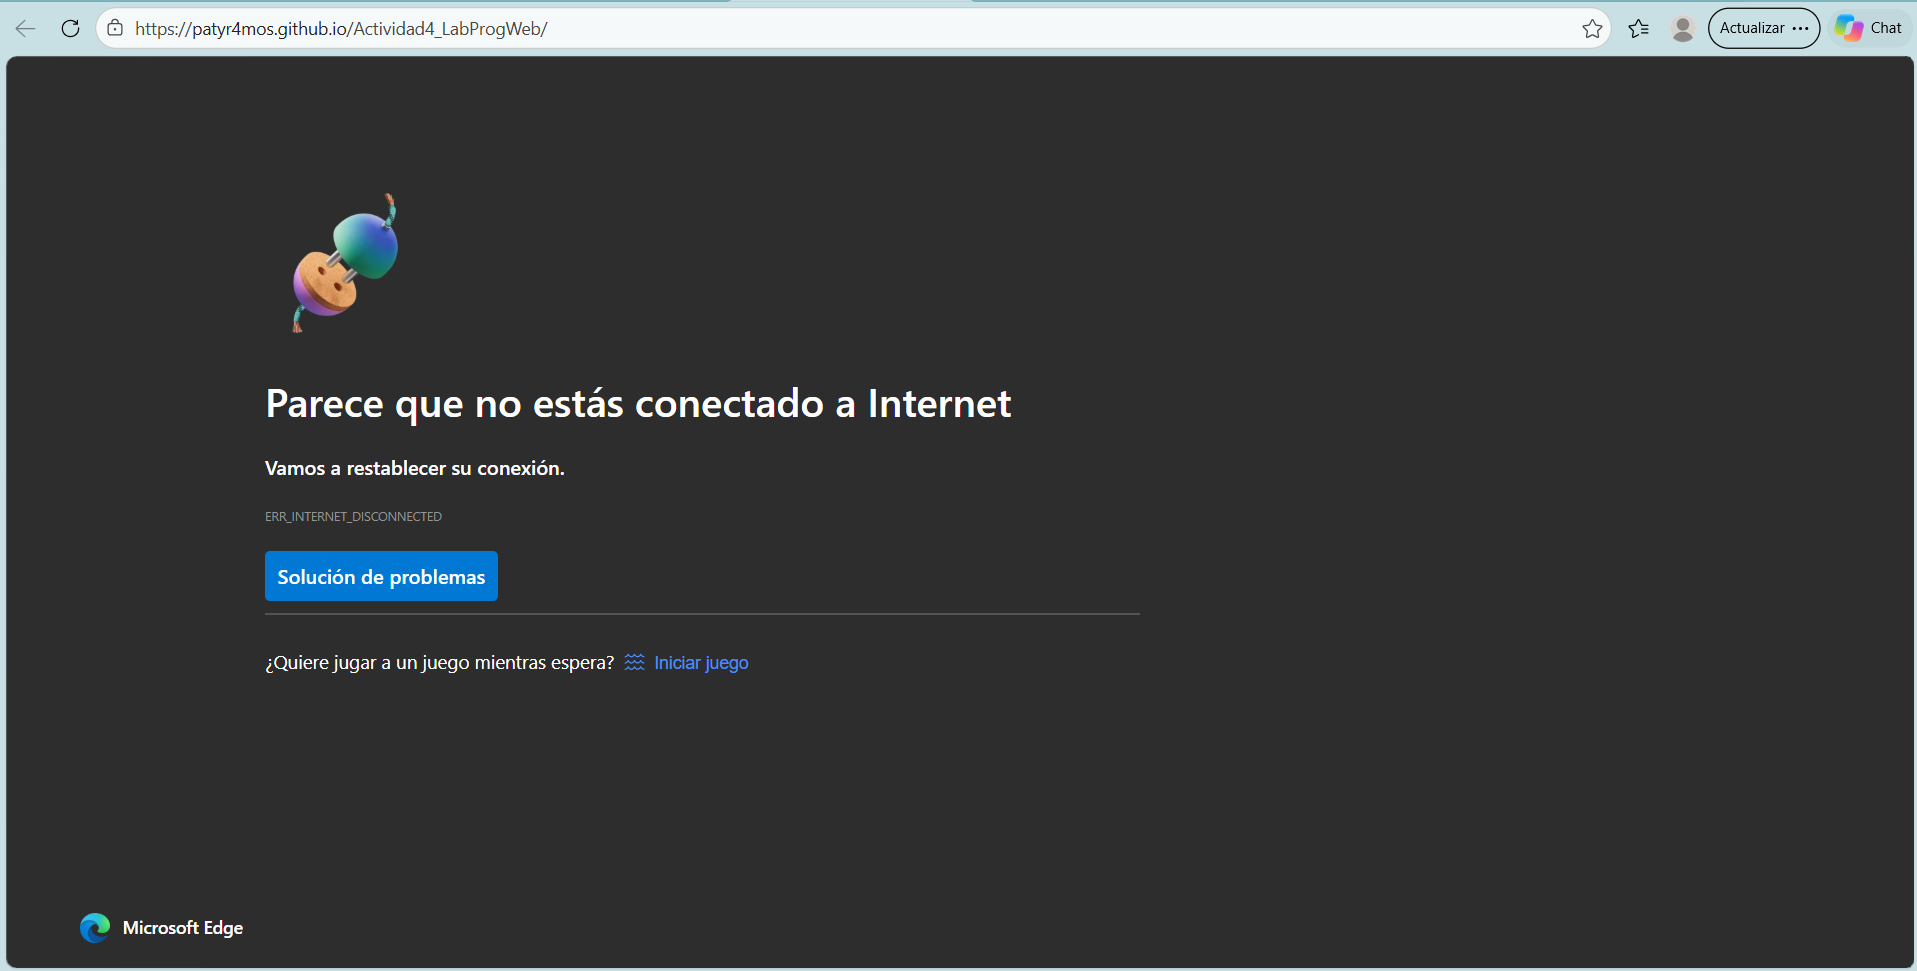 https://patyr4mos.github.io/Actividad4_LabProgWeb/
Actualizar
Chat
Parece que no estás conectado a Internet
Vamos a restablecer su conexión.
ERR_INTERNET_DISCONNECTED
Solución de problemas
¿Quiere jugar a un juego mientras espera? Iniciar juego
Microsoft Edge